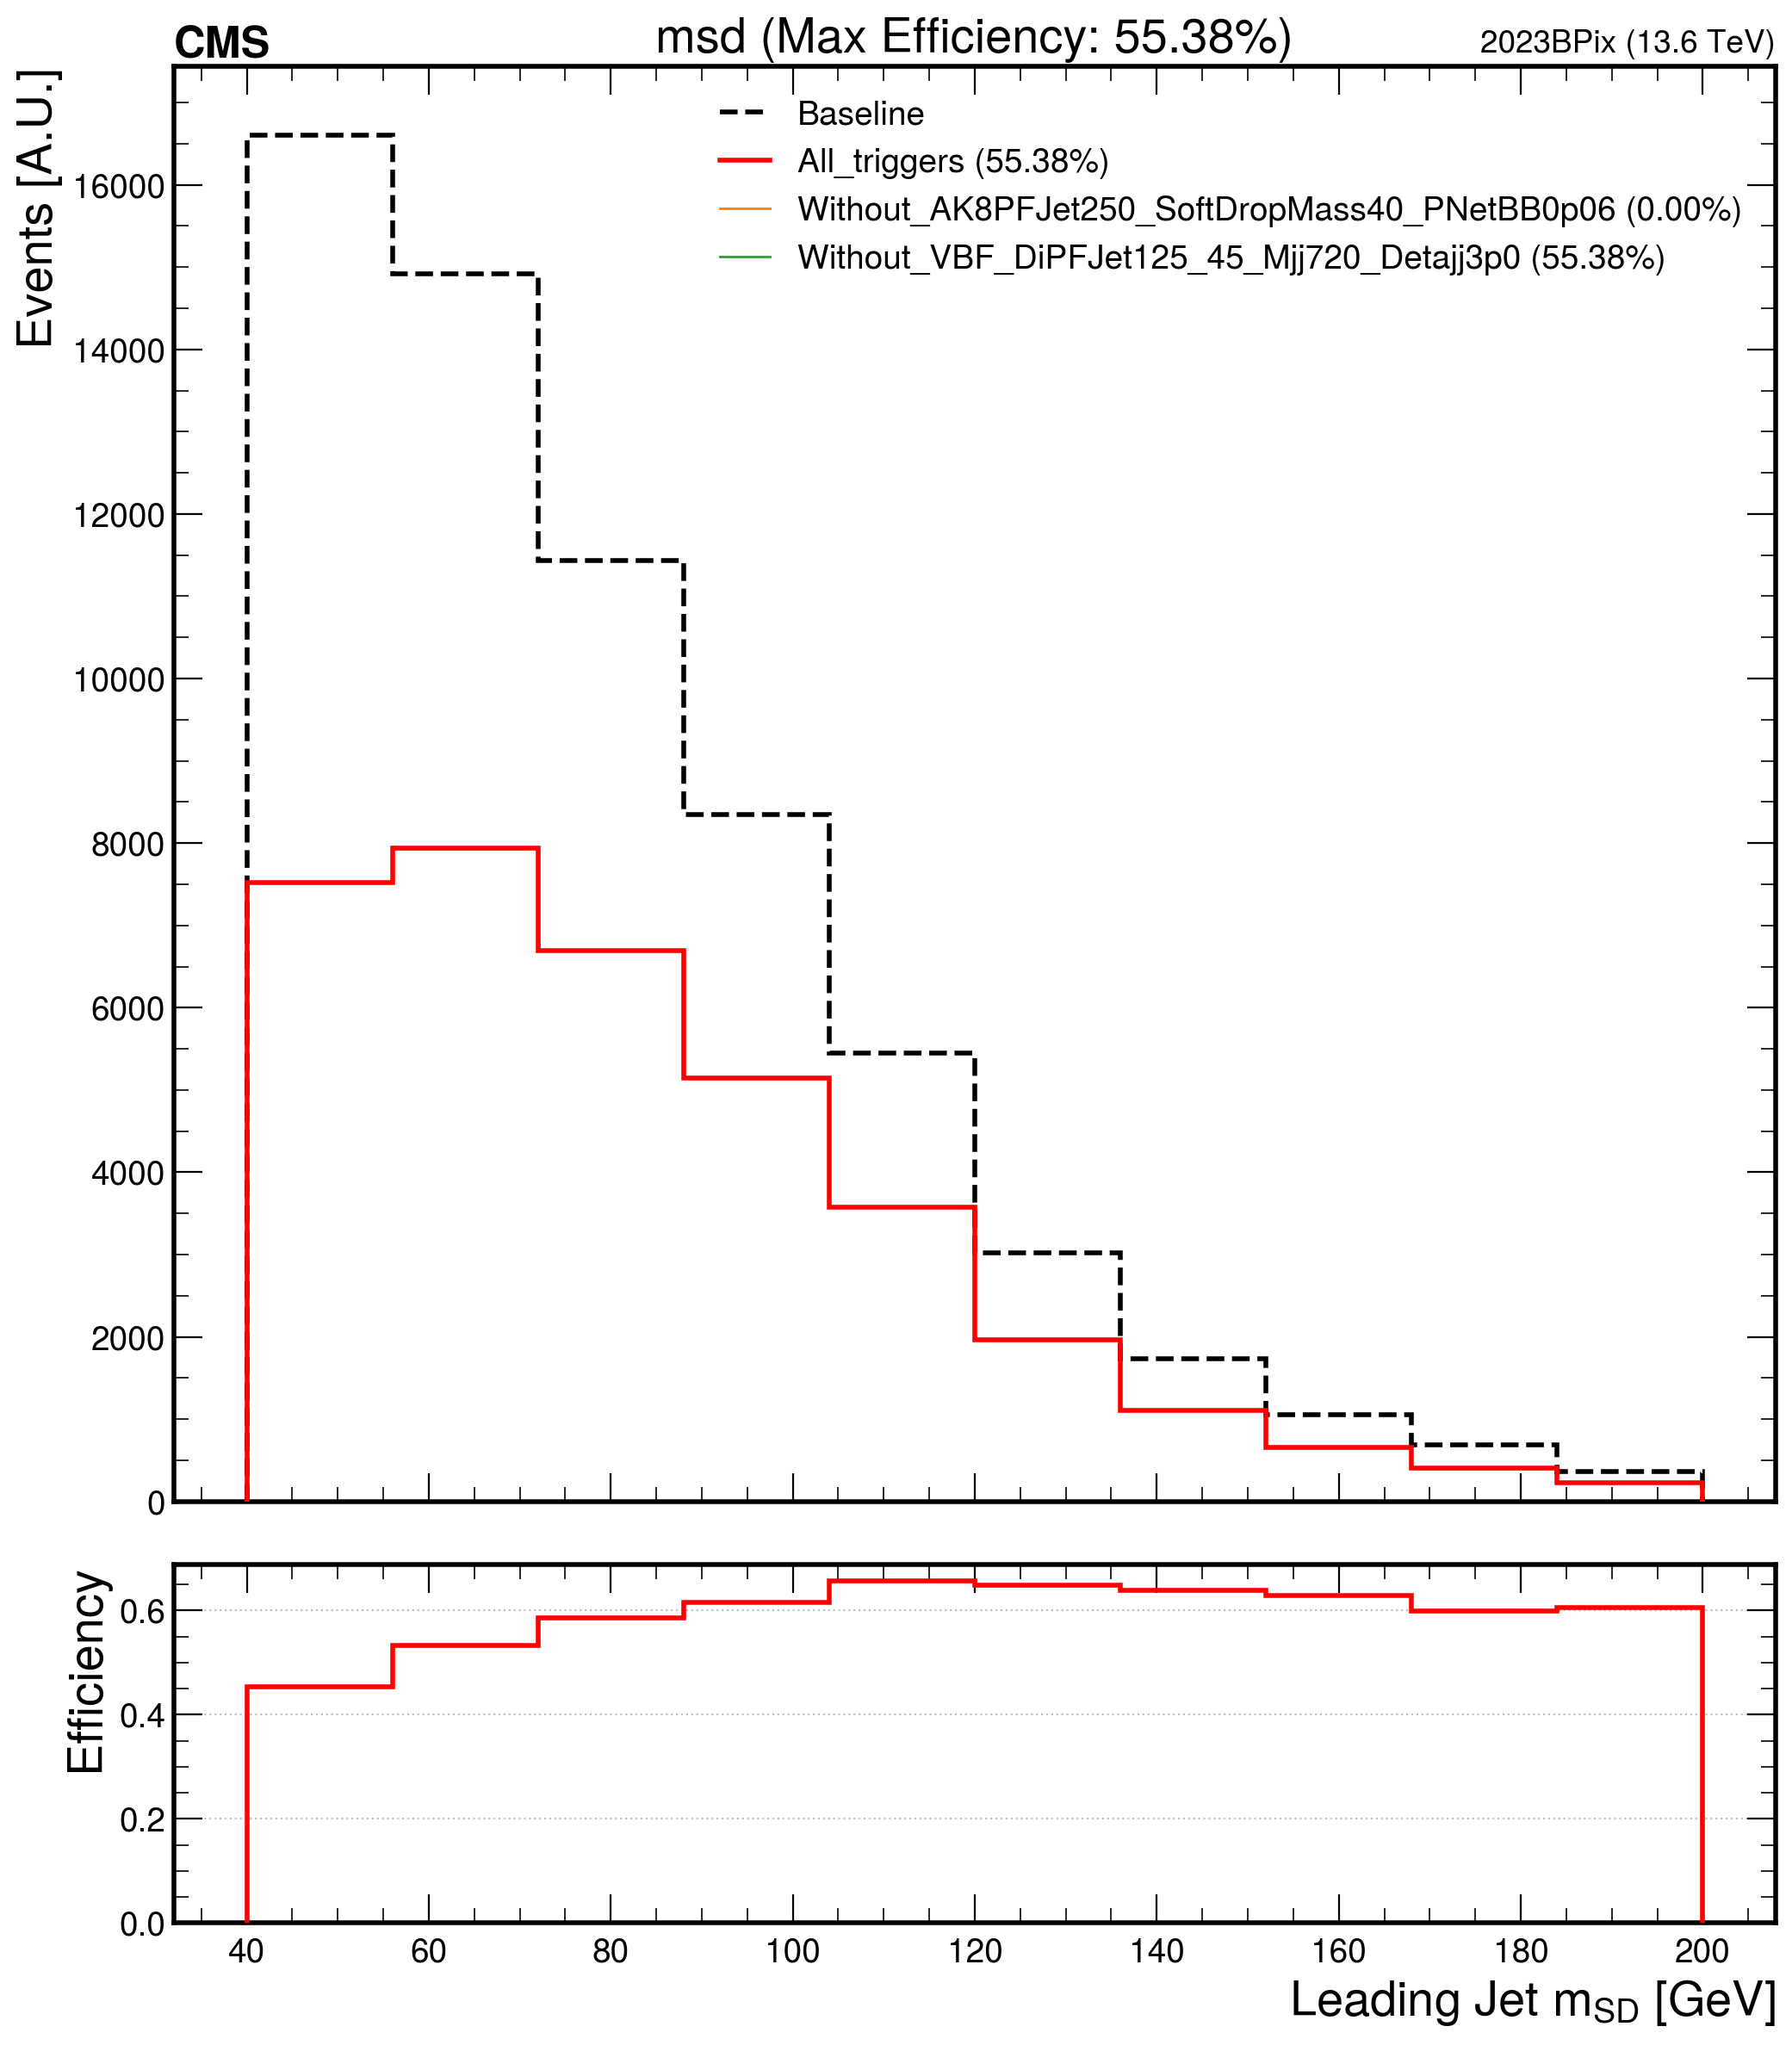 CMS
msd (Max Efficiency: 55.38%)
2023BPix (13.6 TeV)
Events [A.U.]
Baseline
All_triggers (55.38%)
Without_AK8PFJet250_SoftDropMass40_PNetBB0p06 (0.00%)
Without_VBF_DiPFJet125_45_Mjj720_Detajj3p0 (55.38%)
16000
14000
12000
10000
8000
6000
4000
2000
0
Efficiency
0.6
0.4
0.2
0.0
40 60 80 100 120 140 160 180 200
Leading Jet mSD [GeV]